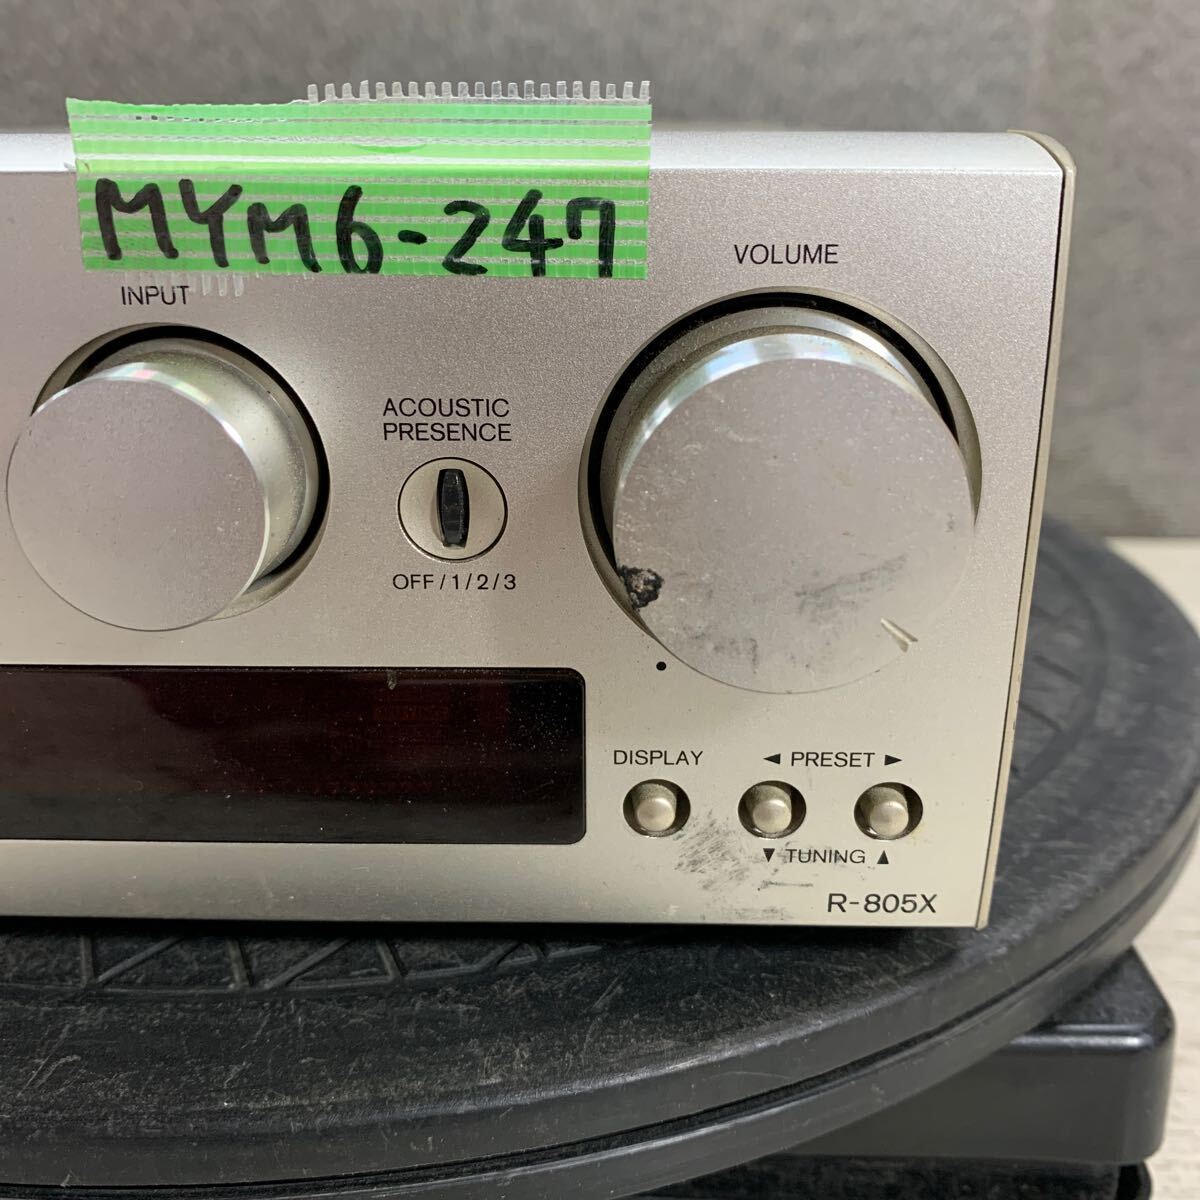 MYM6-247
VOLUME
INPUT
ACOUSTIC
PRESENCE
OFF/1/2/3
DISPLAY
◄ PRESET ►
▼ TUNING ▲
R-805X